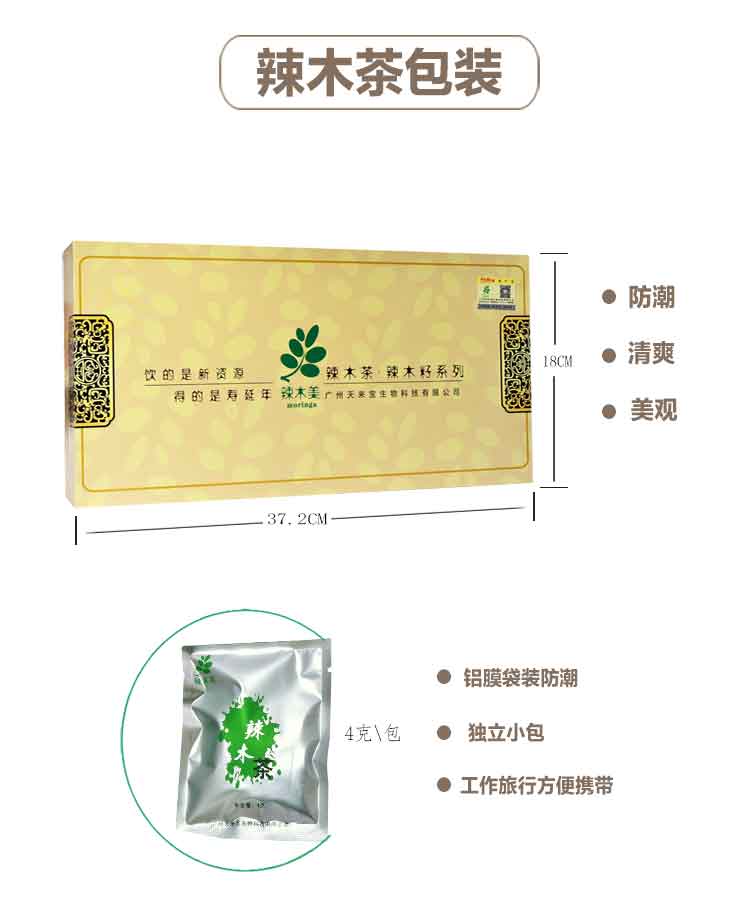 辣木茶包装
饮的是新资源
得的是寿延年
辣木美
moringa
辣木茶·辣木籽系列
广州天来宝生物科技有限公司
18CM
37.2CM
防潮
清爽
美观
辣木茶
4克\包
铝膜袋装防潮
独立小包
工作旅行方便携带